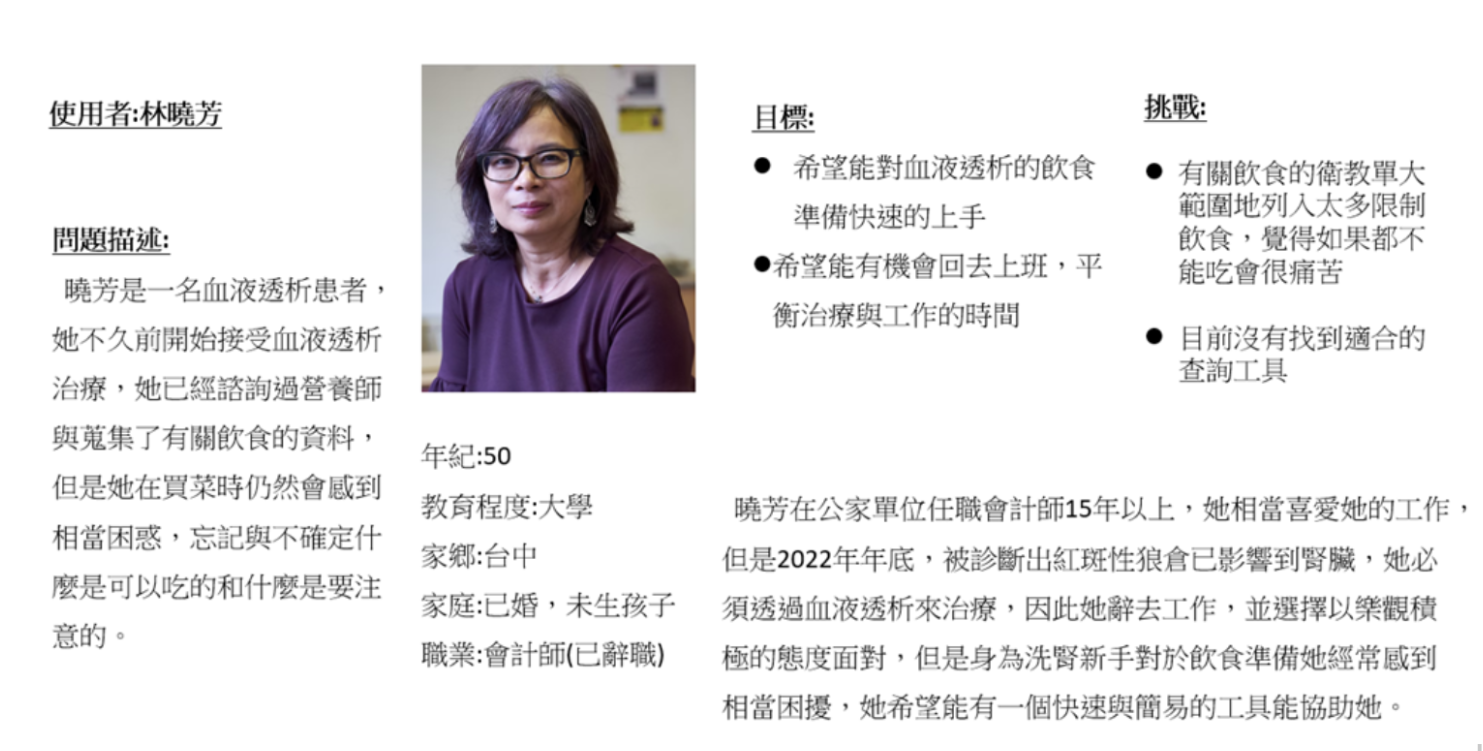 使用者:林曉芳
問題描述:
曉芳是一名血液透析患者，
她不久前開始接受血液透析
治療，她已經諮詢過營養師
與蒐集了有關飲食的資料，
但是她在買菜時仍然會感到
相當困惑，忘記與不確定什
麼是可以吃的和什麼是要注
意的。
年紀:50
教育程度:大學
家鄉:台中
家庭:已婚，未生孩子
職業:會計師(已辭職)
目標:
● 希望能對血液透析的飲食
準備快速的上手
●希望能有機會回去上班，平
衡治療與工作的時間
挑戰:
● 有關飲食的衛教單大
範圍地列入太多限制
飲食，覺得如果都不
能吃會很痛苦
● 目前沒有找到適合的
查詢工具
曉芳在公家單位任職會計師15年以上，她相當喜愛她的工作，
但是2022年年底，被診斷出紅斑性狼倉已影響到腎臟，她必
須透過血液透析來治療，因此她辭去工作，並選擇以樂觀積
極的態度面對，但是身為洗腎新手對於飲食準備她經常感到
相當困擾，她希望能有一個快速與簡易的工具能協助她。